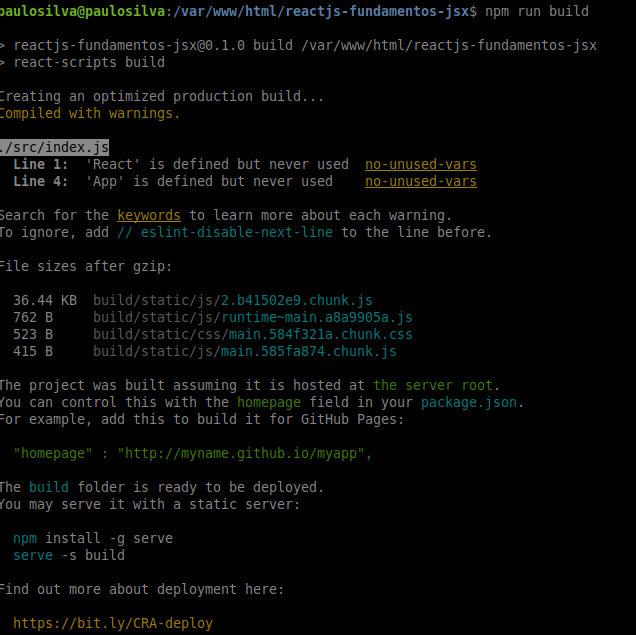 paulosilva@paulosilva:/var/www/html/reactjs-fundamentos-jsx$ npm run build
> reactjs-fundamentos-jsx@0.1.0 build /var/www/html/reactjs-fundamentos-jsx
> react-scripts build
Creating an optimized production build...
Compiled with warnings.
./src/index.js
Line 1:  'React' is defined but never used  no-unused-vars
Line 4:  'App' is defined but never used    no-unused-vars
Search for the keywords to learn more about each warning.
To ignore, add // eslint-disable-next-line to the line before.
File sizes after gzip:
36.44 KB  build/static/js/2.b41502e9.chunk.js
762 B     build/static/js/runtime~main.a8a9905a.js
523 B     build/static/css/main.584f321a.chunk.css
415 B     build/static/js/main.585fa874.chunk.js
The project was built assuming it is hosted at the server root.
You can control this with the homepage field in your package.json.
For example, add this to build it for GitHub Pages:
"homepage" : "http://myname.github.io/myapp",
The build folder is ready to be deployed.
You may serve it with a static server:
npm install -g serve
serve -s build
Find out more about deployment here:
https://bit.ly/CRA-deploy